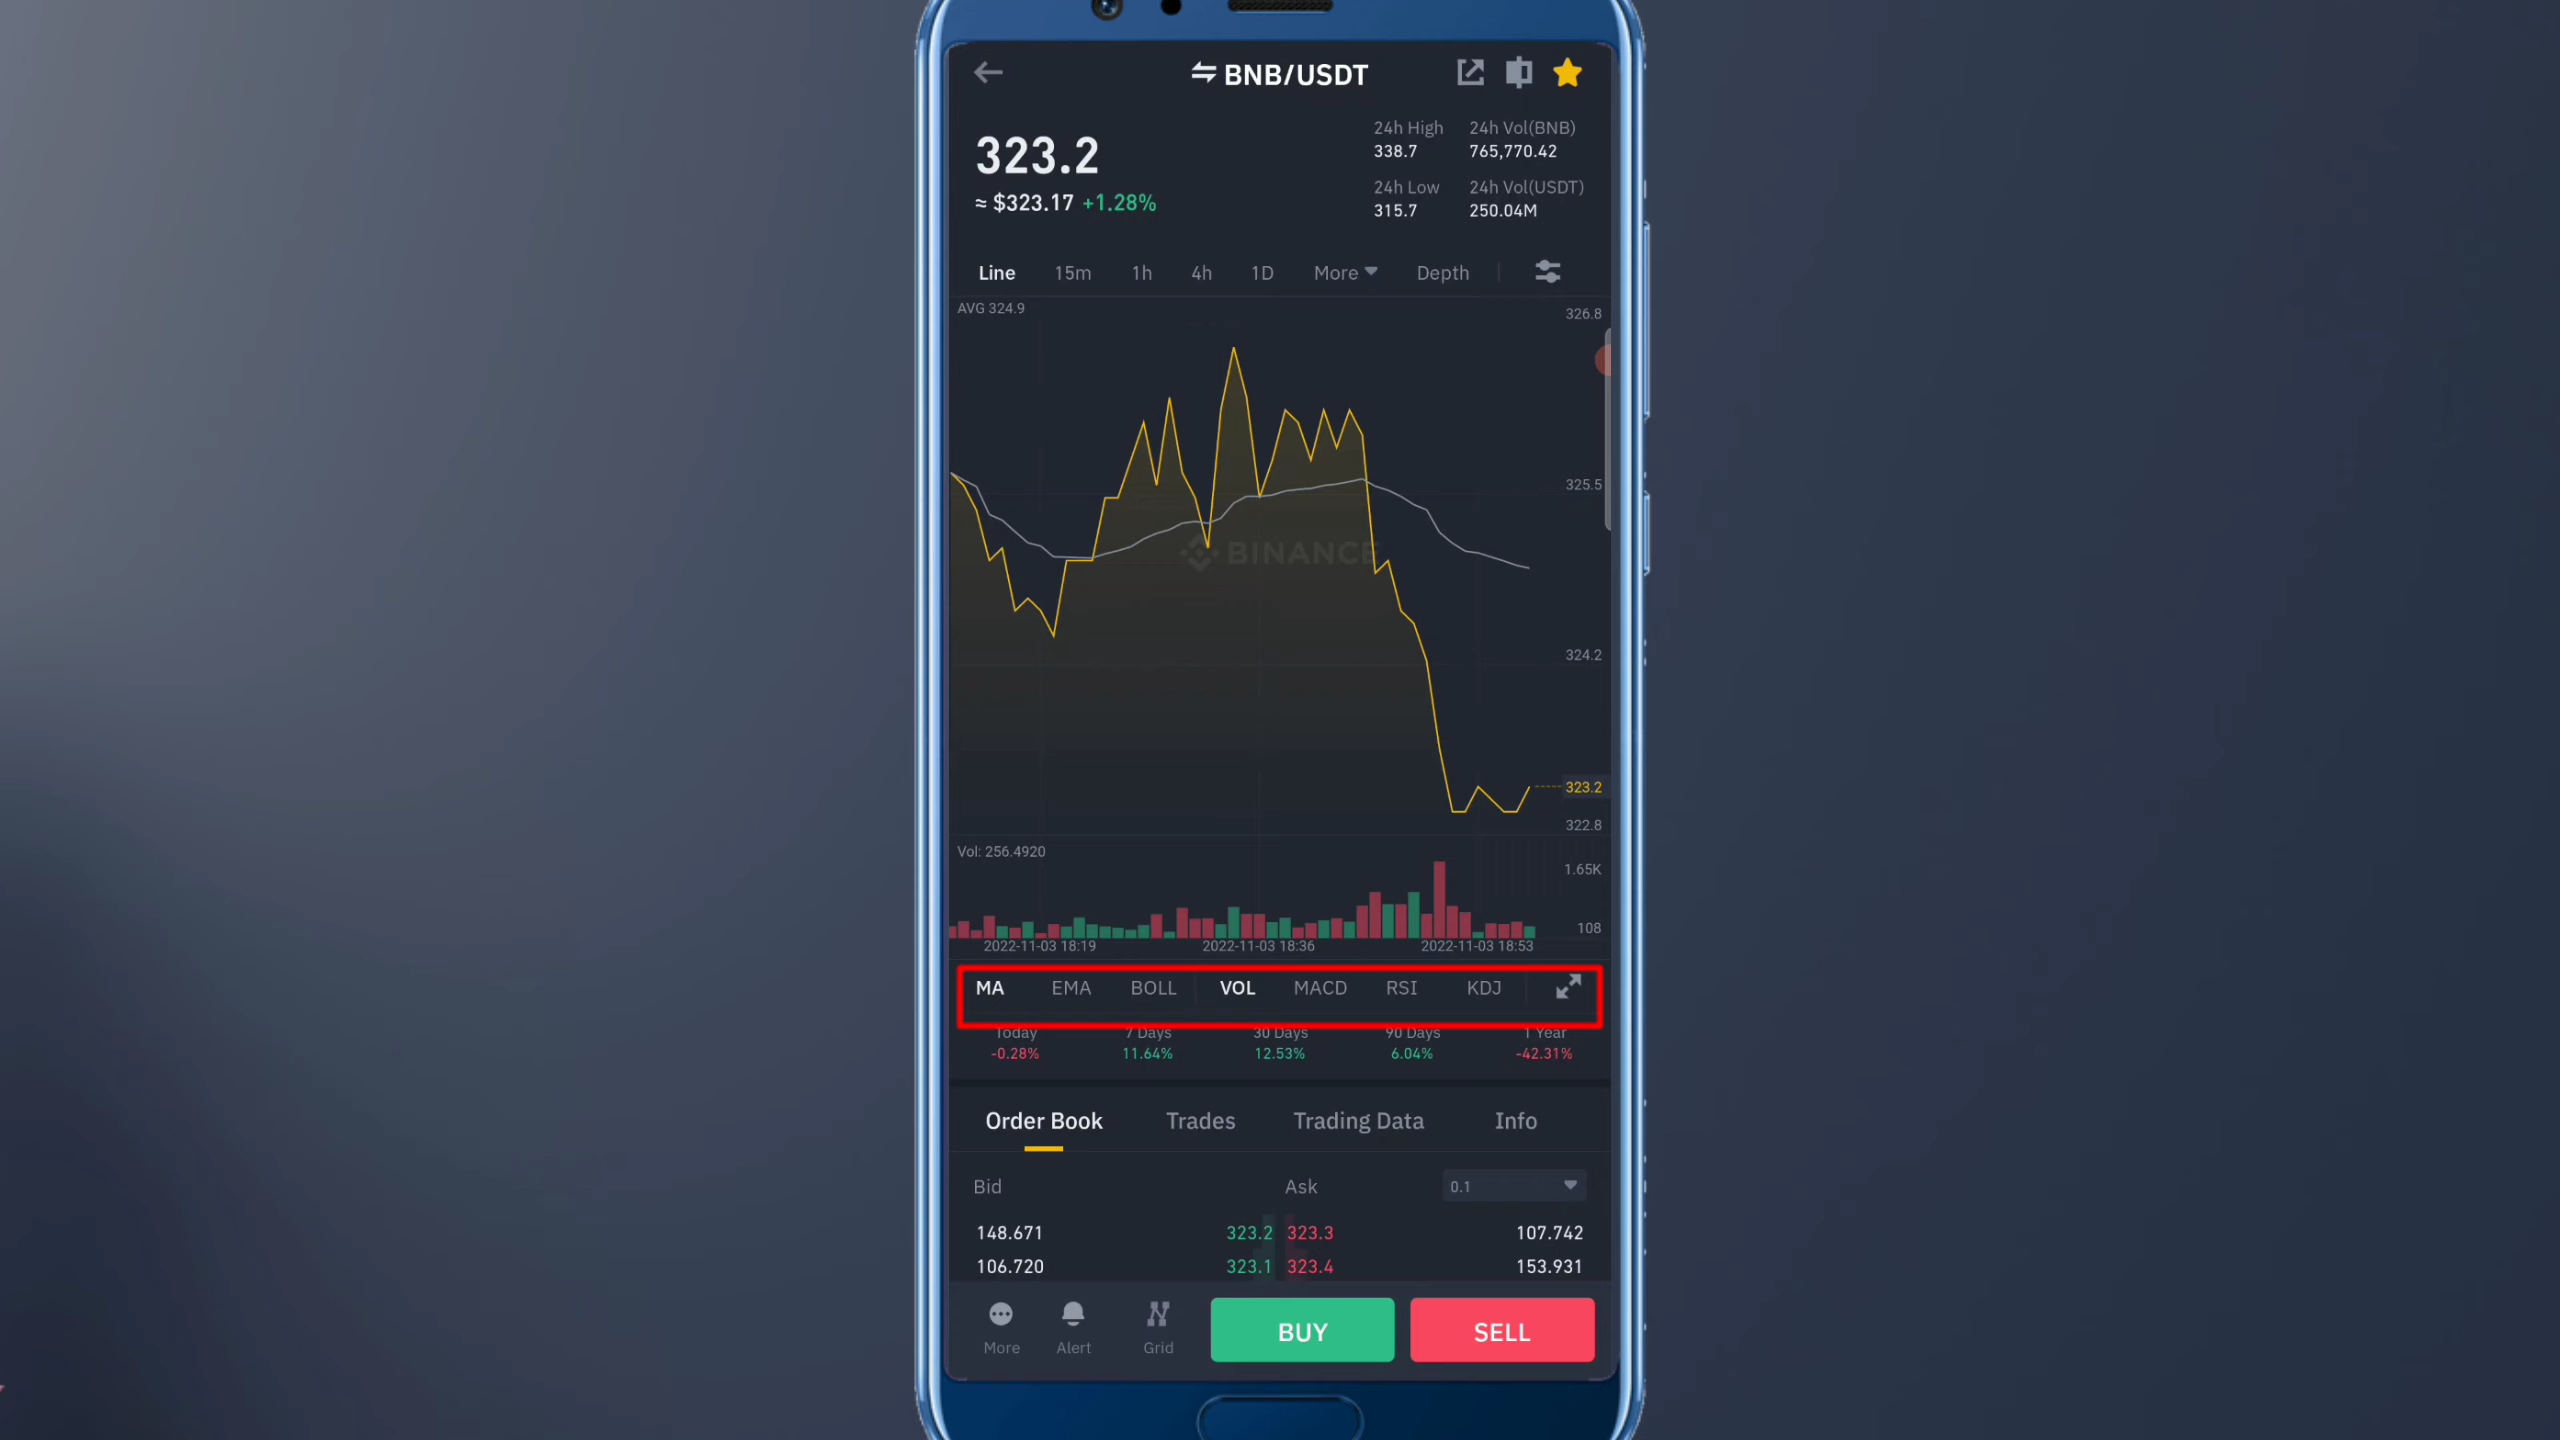 BNB/USDT
323.2
≈ $323.17 +1.28%
24h High
338.7
24h Vol(BNB)
765,770.42
24h Low
315.7
24h Vol(USDT)
250.04M
Line 15m 1h 4h 1D More Depth
AVG 324.9
326.8
325.5
BINANCE
324.2
323.2
322.8
Vol: 256.4920
1.65K
108
2022-11-03 18:19 2022-11-03 18:36 2022-11-03 18:53
MA EMA BOLL VOL MACD RSI KDJ
Today 7 Days 30 Days 90 Days 1 Year
-0.28% 11.64% 12.53% 6.04% -42.31%
Order Book Trades Trading Data Info
Bid Ask 0.1
148.671 323.2 323.3 107.742
106.720 323.1 323.4 153.931
More Alert Grid BUY SELL